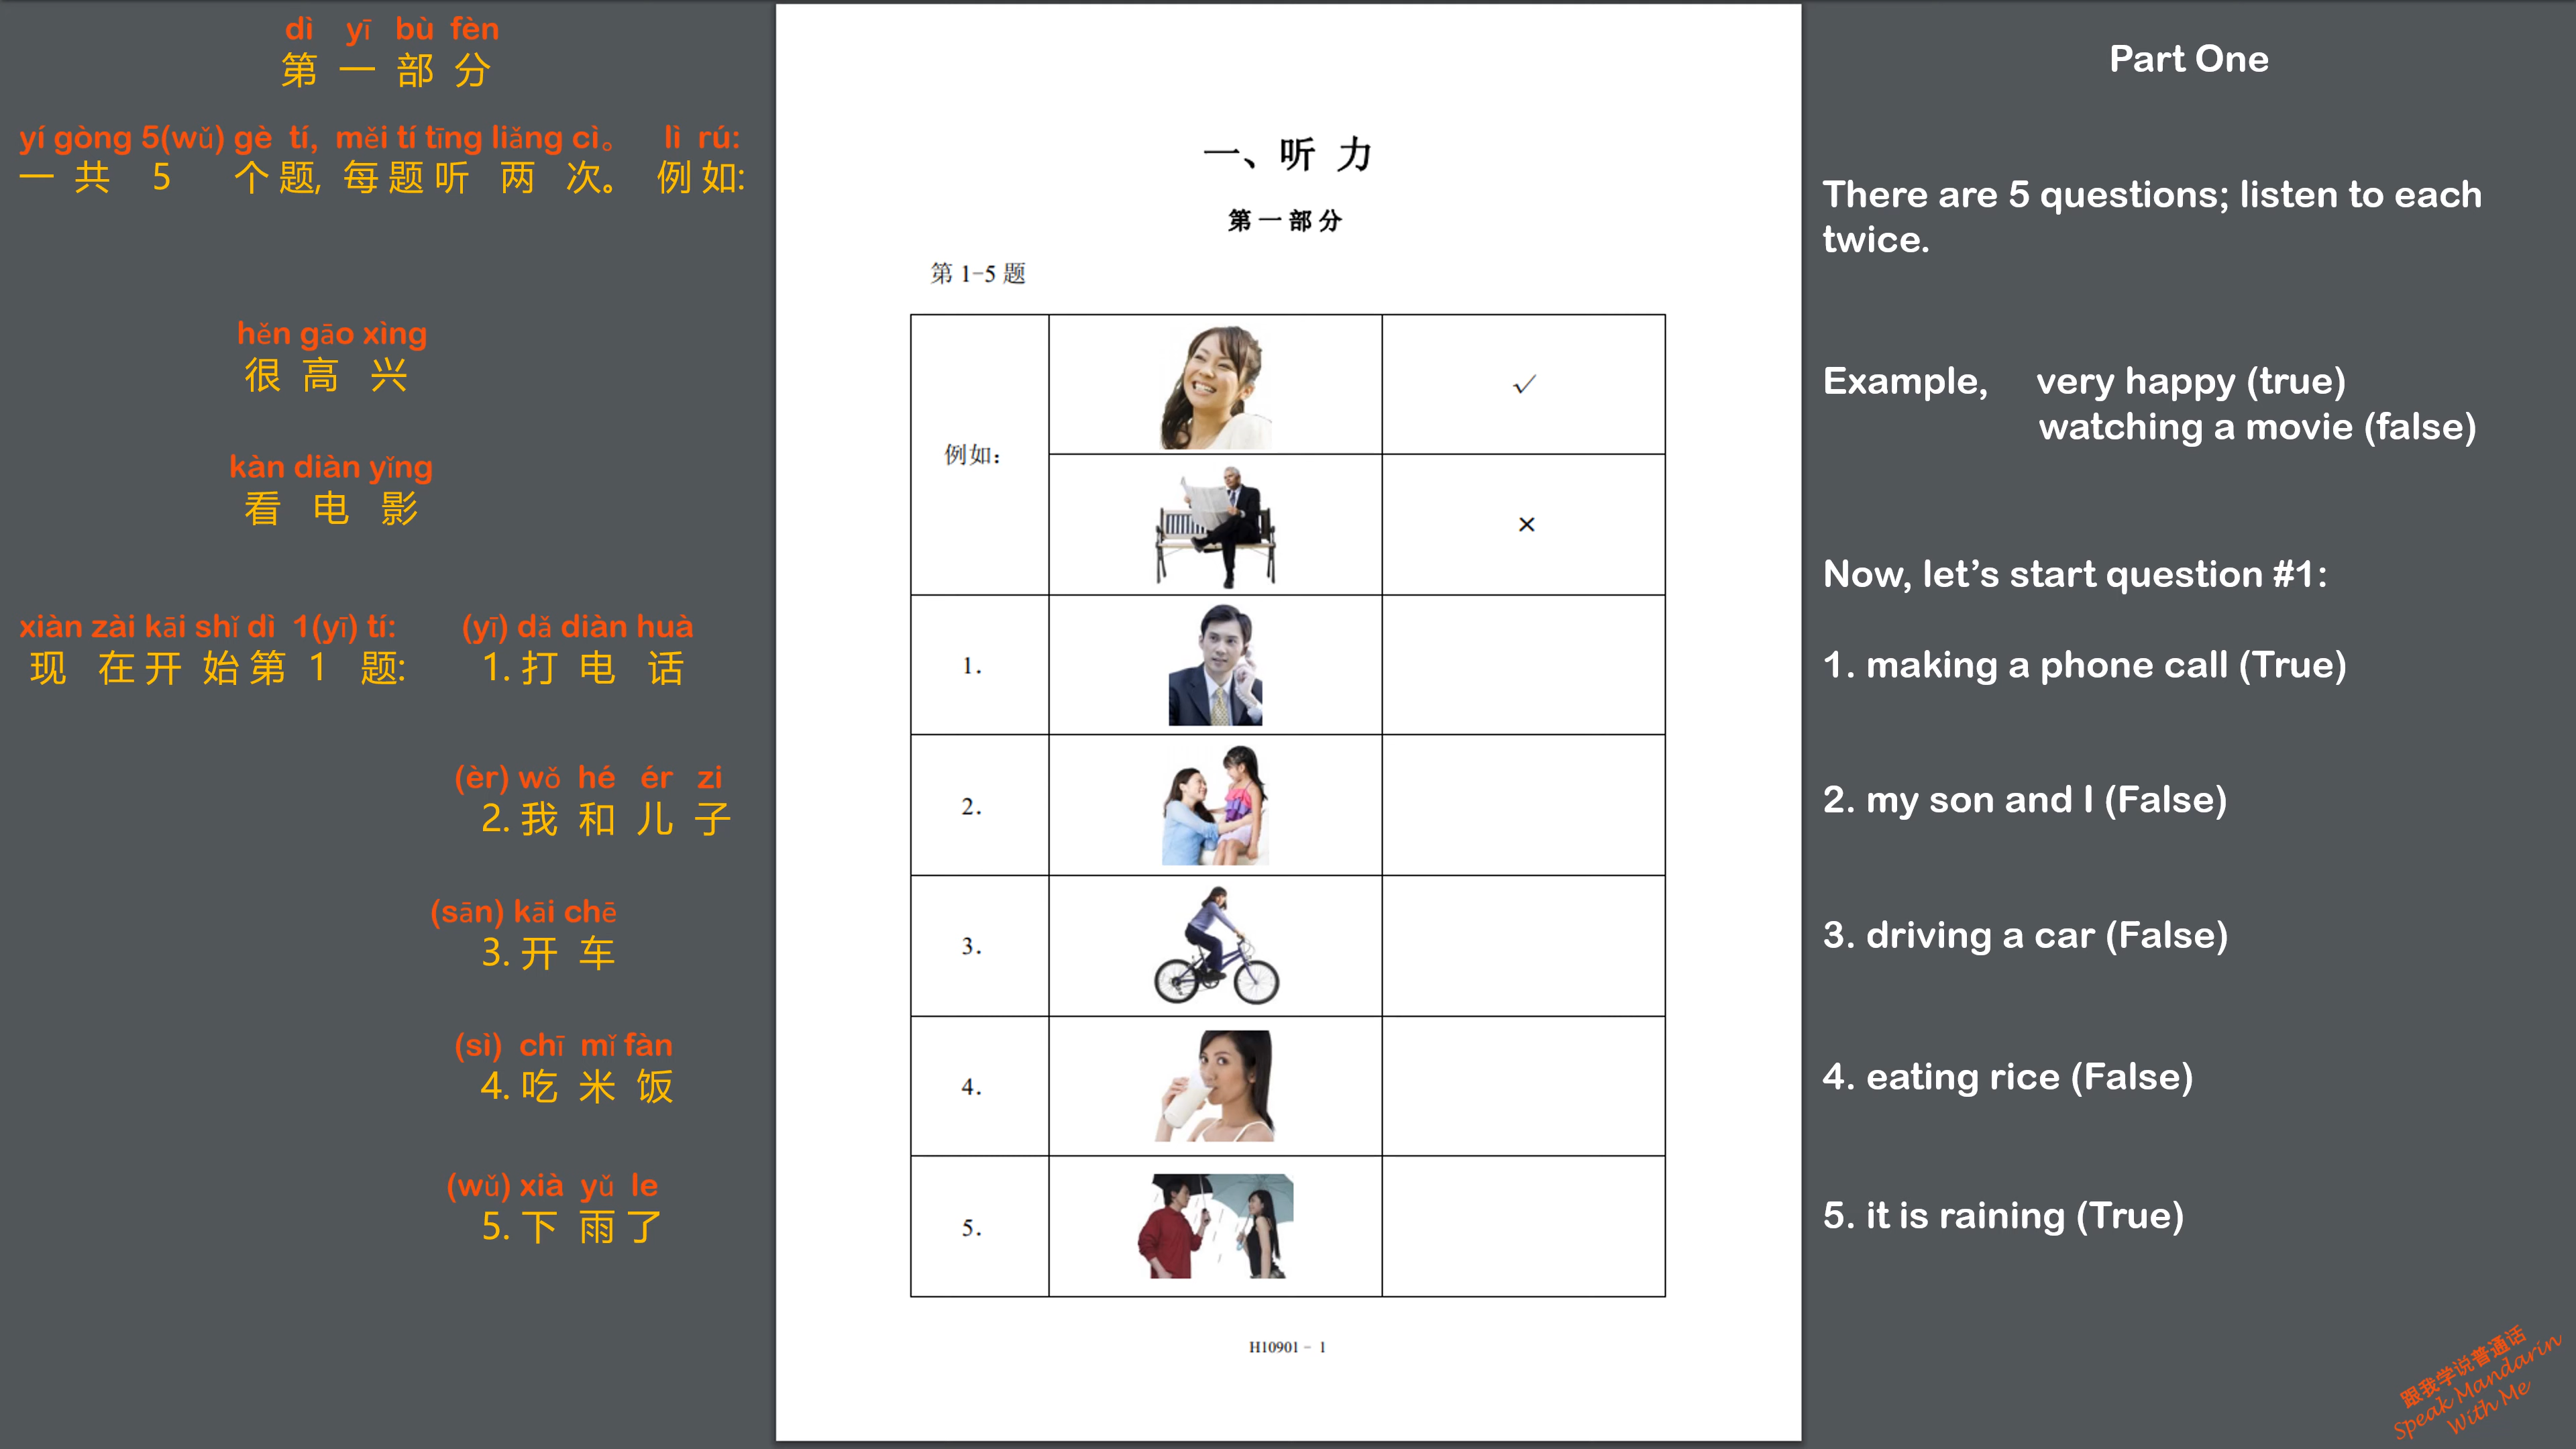 dì yī bù fèn
第 一 部 分
yí gòng 5(wǔ) gè tí, měi tí tīng liǎng cì。 lì rú:
一 共 5 个 题, 每 题 听 两 次。 例 如:
hěn gāo xìng
很 高 兴
kàn diàn yǐng
看 电 影
xiàn zài kāi shǐ dì 1(yī) tí: (yī) dǎ diàn huà
现 在 开 始 第 1 题: 1. 打 电 话
(èr) wǒ hé ér zi
2. 我 和 儿 子
(sān) kāi chē
3. 开 车
(sì) chī mǐ fàn
4. 吃 米 饭
(wǔ) xià yǔ le
5. 下 雨 了
一、听 力
第 一 部 分
第 1-5 题
例如:
✓
×
1.
2.
3.
4.
5.
H10901 - 1
Part One
There are 5 questions; listen to each
twice.
Example, very happy (true)
watching a movie (false)
Now, let's start question #1:
1. making a phone call (True)
2. my son and I (False)
3. driving a car (False)
4. eating rice (False)
5. it is raining (True)
跟我学说普通话
Speak Mandarin
With Me